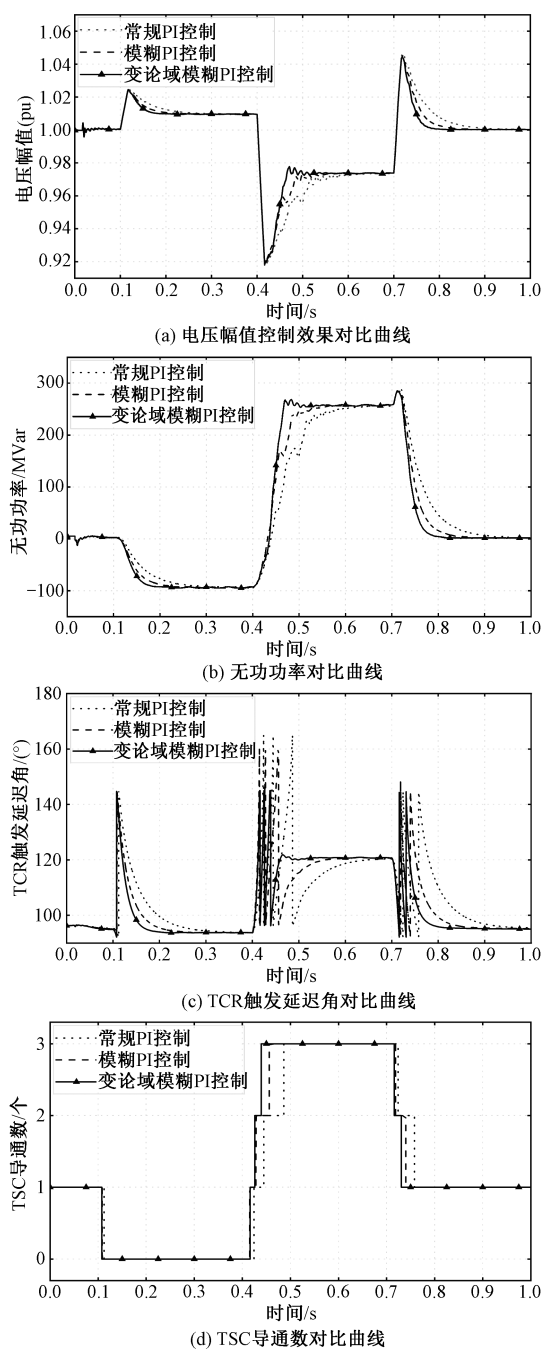 1.06
1.04
1.02
1.00
0.98
0.96
0.94
0.92
电压幅值(pu)
常规PI控制
模糊PI控制
变论域模糊PI控制
0.0 0.1 0.2 0.3 0.4 0.5 0.6 0.7 0.8 0.9 1.0
时间/s
(a) 电压幅值控制效果对比曲线
300
200
100
0
−100
无功功率/MVar
常规PI控制
模糊PI控制
变论域模糊PI控制
0.0 0.1 0.2 0.3 0.4 0.5 0.6 0.7 0.8 0.9 1.0
时间/s
(b) 无功功率对比曲线
180
160
140
120
100
TCR触发延迟角/(°)
常规PI控制
模糊PI控制
变论域模糊PI控制
0.0 0.1 0.2 0.3 0.4 0.5 0.6 0.7 0.8 0.9 1.0
时间/s
(c) TCR触发延迟角对比曲线
3
2
1
0
TSC导通数/个
常规PI控制
模糊PI控制
变论域模糊PI控制
0.0 0.1 0.2 0.3 0.4 0.5 0.6 0.7 0.8 0.9 1.0
时间/s
(d) TSC导通数对比曲线